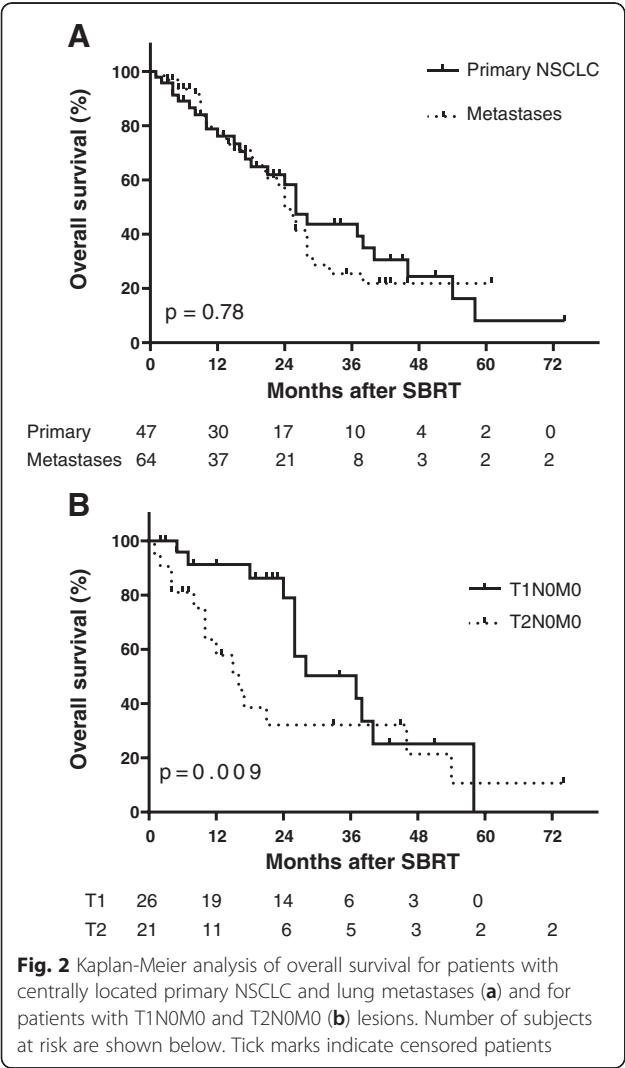 A
Primary NSCLC
Metastases
Overall survival (%)
100
80
60
40
20
0
p = 0.78
0 12 24 36 48 60 72
Months after SBRT
Primary 47 30 17 10 4 2 0
Metastases 64 37 21 8 3 2 2
B
T1N0M0
T2N0M0
Overall survival (%)
100
80
60
40
20
0
p=0.009
0 12 24 36 48 60 72
Months after SBRT
T1 26 19 14 6 3 0
T2 21 11 6 5 3 2 2
Fig. 2 Kaplan-Meier analysis of overall survival for patients with
centrally located primary NSCLC and lung metastases (a) and for
patients with T1N0M0 and T2N0M0 (b) lesions. Number of subjects
at risk are shown below. Tick marks indicate censored patients